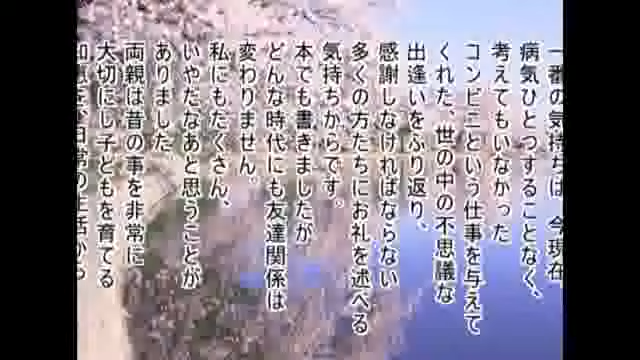 一番の気持ちは、今現在、
病気ひとつすることなく、
考えてもいなかった
コンビニという仕事を与えて
くれた、世の中の不思議な
出逢いをふり返り、
感謝しなければならない
多くの方たちにお礼を述べる
気持ちからです。
本でも書きましたが
どんな時代にも友達関係は
変わりません。
私にもたくさん、
いやだなあと思うことが
ありました。
両親は昔の事を非常に
大切にし子どもを育てる